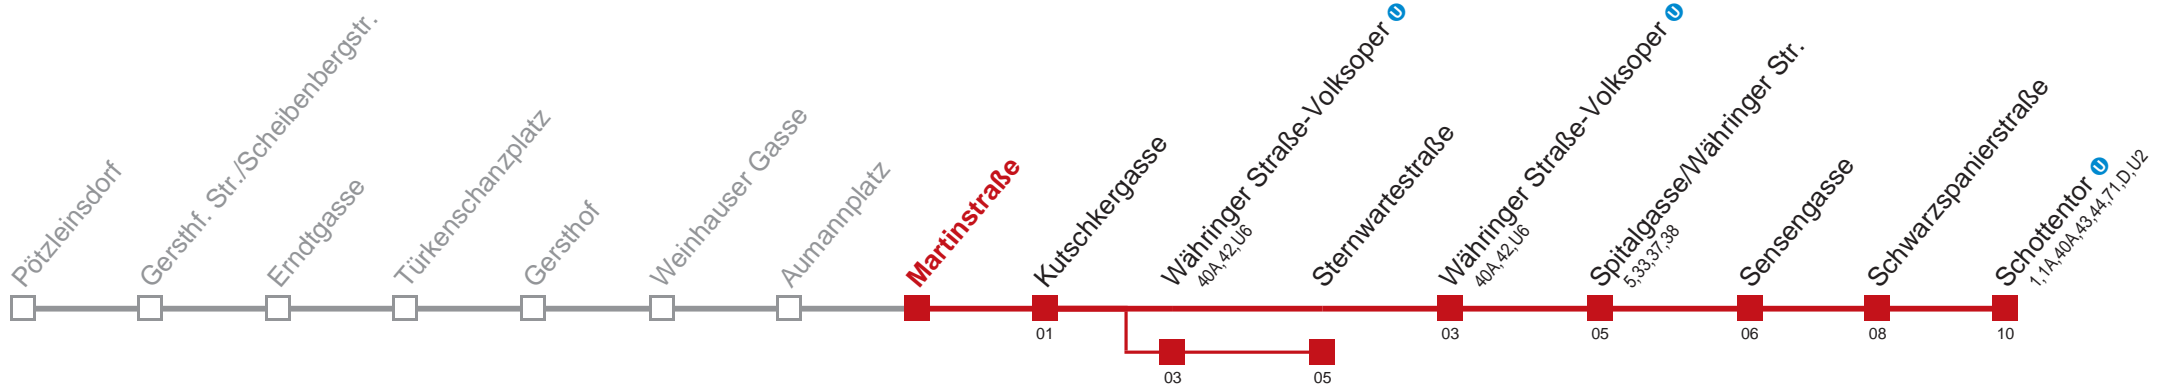 Pötzleinsdorf
Gersthf. Str./Scheibenbergstr.
Erndtgasse
Türkenschanzplatz
Gersthof
Weinhauser Gasse
Aumannplatz
Martinstraße
Kutschkergasse
01
Währinger Straße-Volksoper U
40A,42,U6
03
Sternwartestraße
05
Währinger Straße-Volksoper U
40A,42,U6
03
Spitalgasse/Währinger Str.
5,33,37,38
05
Sensengasse
06
Schwarzspanierstraße
08
Schottentor U
1,1A,40A,43,44,71,D,U2
10